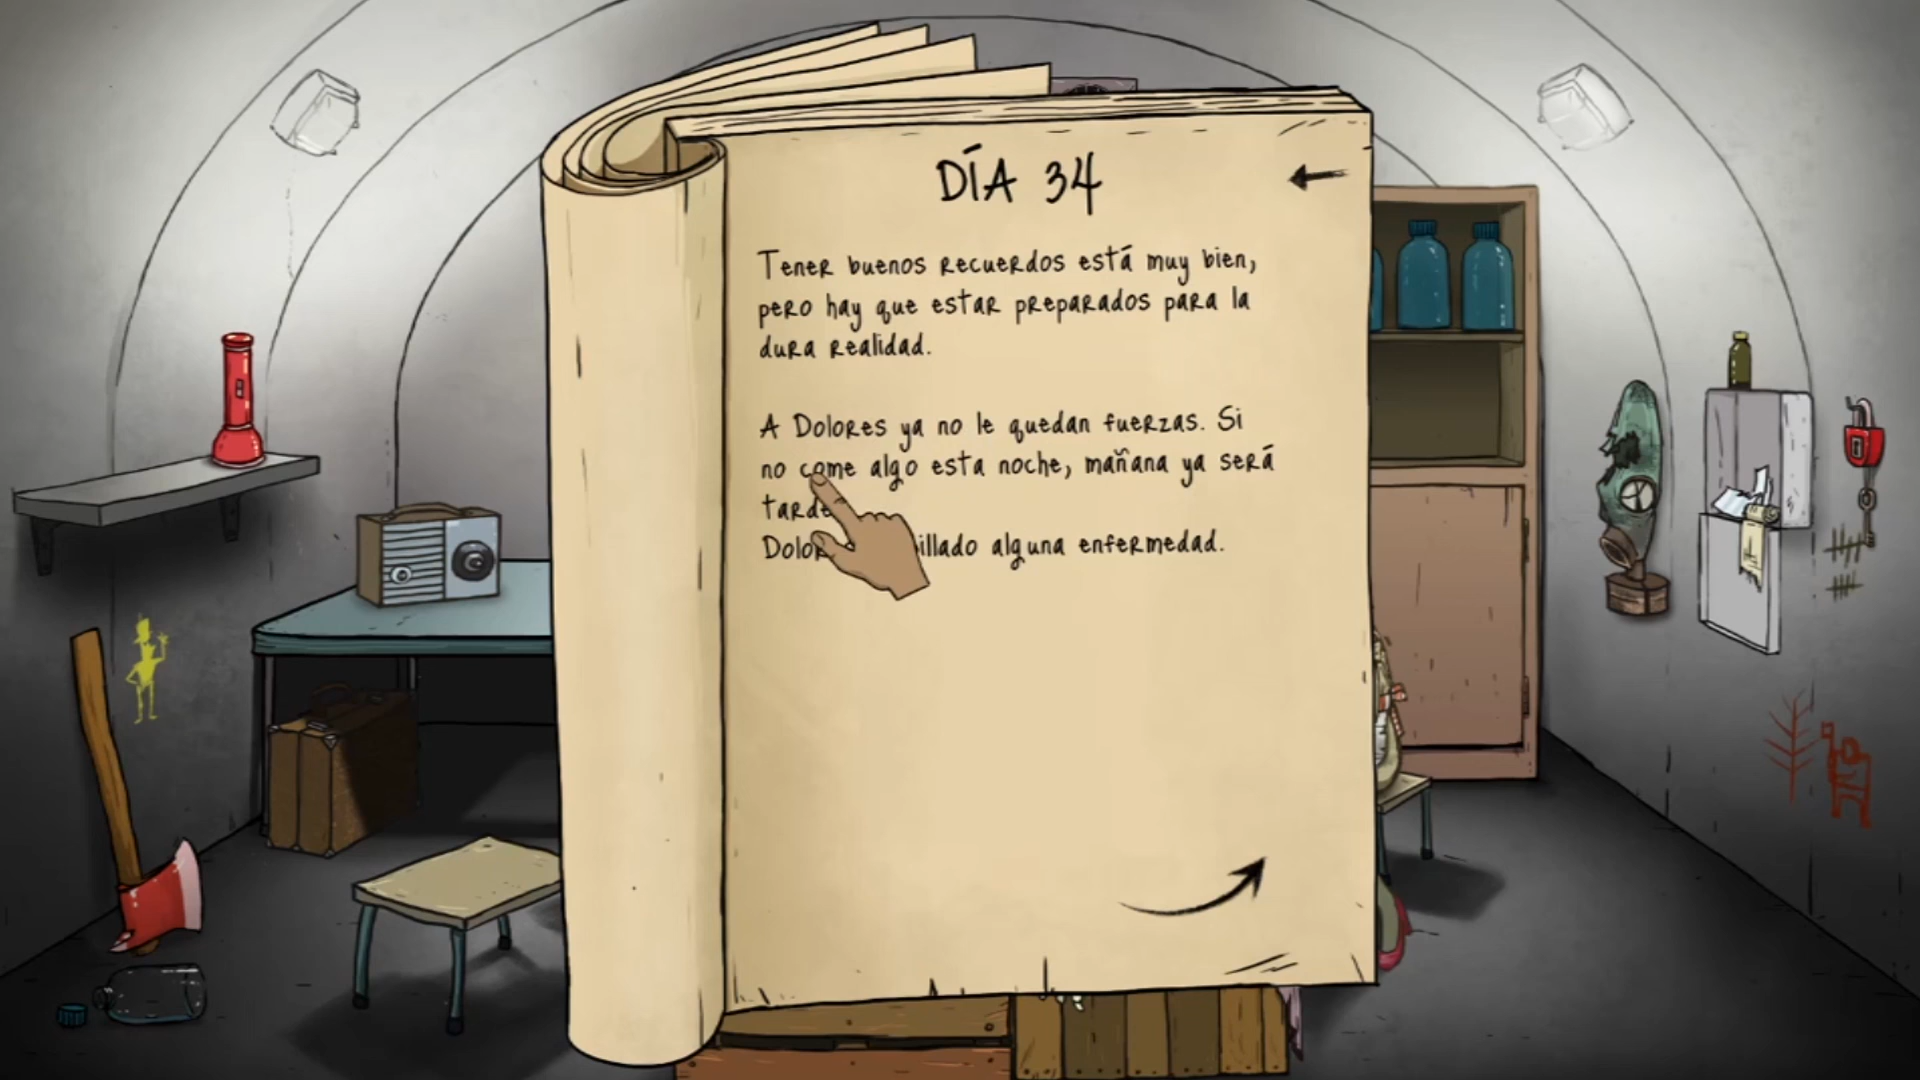 DÍA 34
Tener buenos recuerdos está muy bien,
pero hay que estar preparados para la
dura realidad.
A Dolores ya no le quedan fuerzas. Si
no come algo esta noche, mañana ya será
tarde
alguna enfermedad.